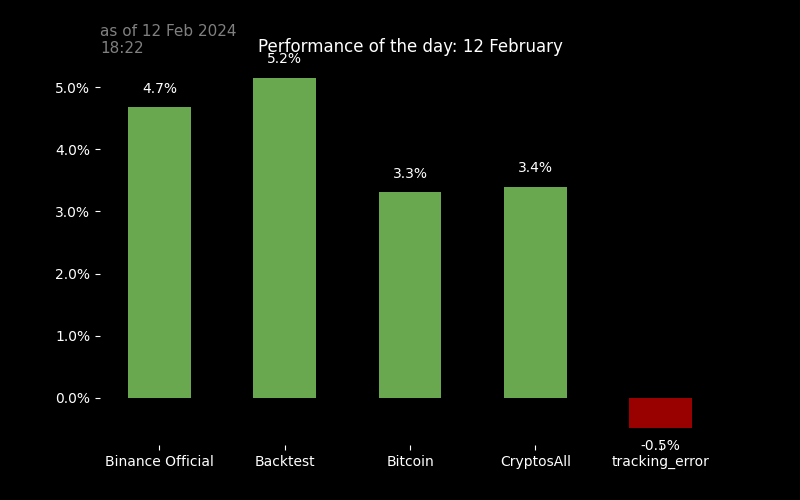 as of 12 Feb 2024
18:22
Performance of the day: 12 February
5.2%
4.7%
3.3%
3.4%
-0.5%
5.0%
4.0%
3.0%
2.0%
1.0%
0.0%
Binance Official
Backtest
Bitcoin
CryptosAll
tracking_error